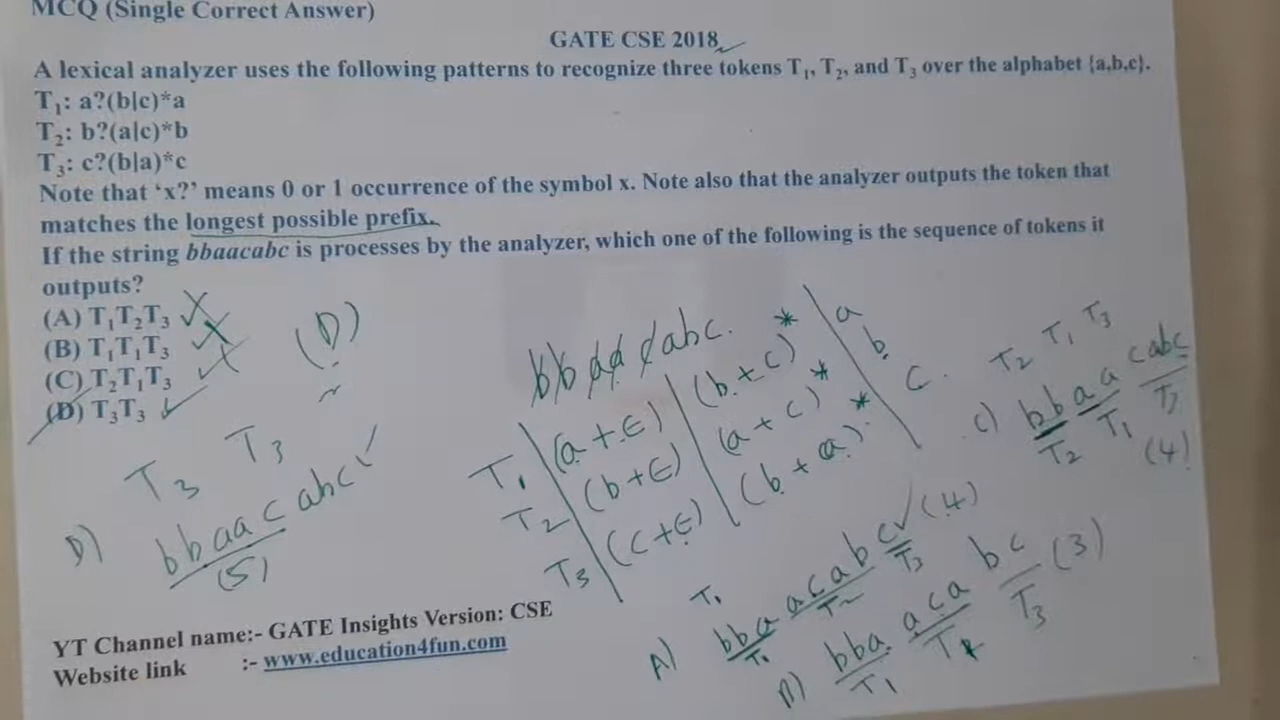 MCQ (Single Correct Answer)
GATE CSE 2018
A lexical analyzer uses the following patterns to recognize three tokens T₁, T₂, and T₃ over the alphabet {a,b,c}.
T₁: a?(b|c)*a
T₂: b?(a|c)*b
T₃: c?(b|a)*c
Note that ‘x?’ means 0 or 1 occurrence of the symbol x. Note also that the analyzer outputs the token that
matches the longest possible prefix.
If the string bbaacabc is processes by the analyzer, which one of the following is the sequence of tokens it
outputs?
(A) T₁T₂T₃
(B) T₁T₁T₃
(C) T₂T₁T₃
(D) T₃T₃
(D)
bbaacabc.
T₁ | (a+ϵ) | (b+c)* | a
T₂ | (b+ϵ) | (a+c)* | b
T₃ | (c+ϵ) | (b+a)* | c.
T₂ T₁ T₃
C) bb aa cabc
T₂ T₁ T₃
(4)
T₃ T₃
D) bbaac abc
(5)
T₁
A) bba acab c (4)
T₁ T₂ T₃
B) bba aca bc (3)
T₁ T₃
YT Channel name:- GATE Insights Version: CSE
Website link :- www.education4fun.com